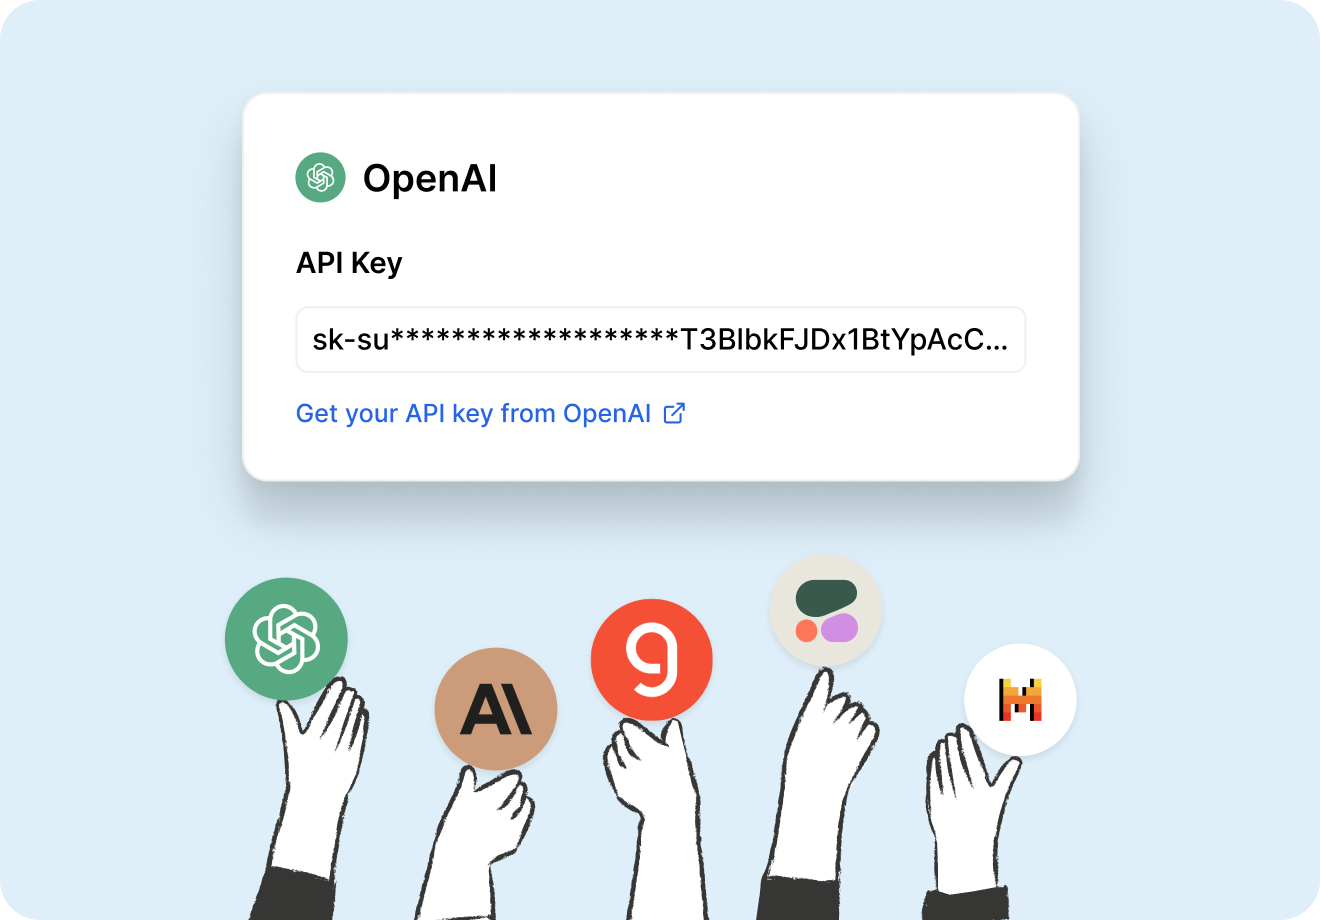 OpenAI
API Key
sk-su*******************T3BlbkFJDx1BtYpAcC...
Get your API key from OpenAI